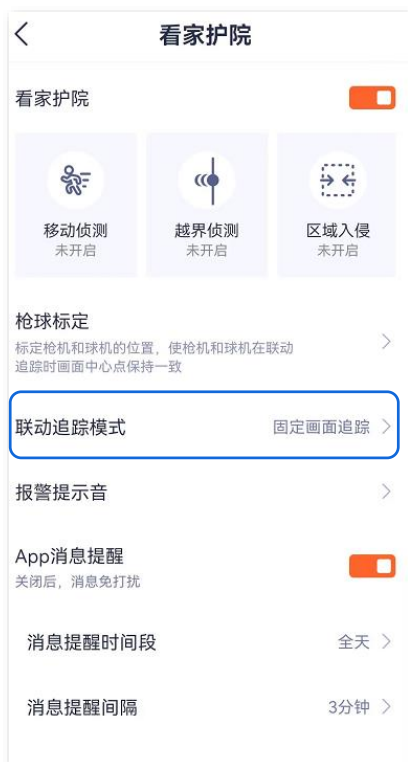 看家护院
看家护院
移动侦测
未开启
越界侦测
未开启
区域入侵
未开启
枪球标定
标定枪机和球机的位置，使枪机和球机在联动
追踪时画面中心点保持一致
联动追踪模式 固定画面追踪
报警提示音
App消息提醒
关闭后，消息免打扰
消息提醒时间段 全天
消息提醒间隔 3分钟